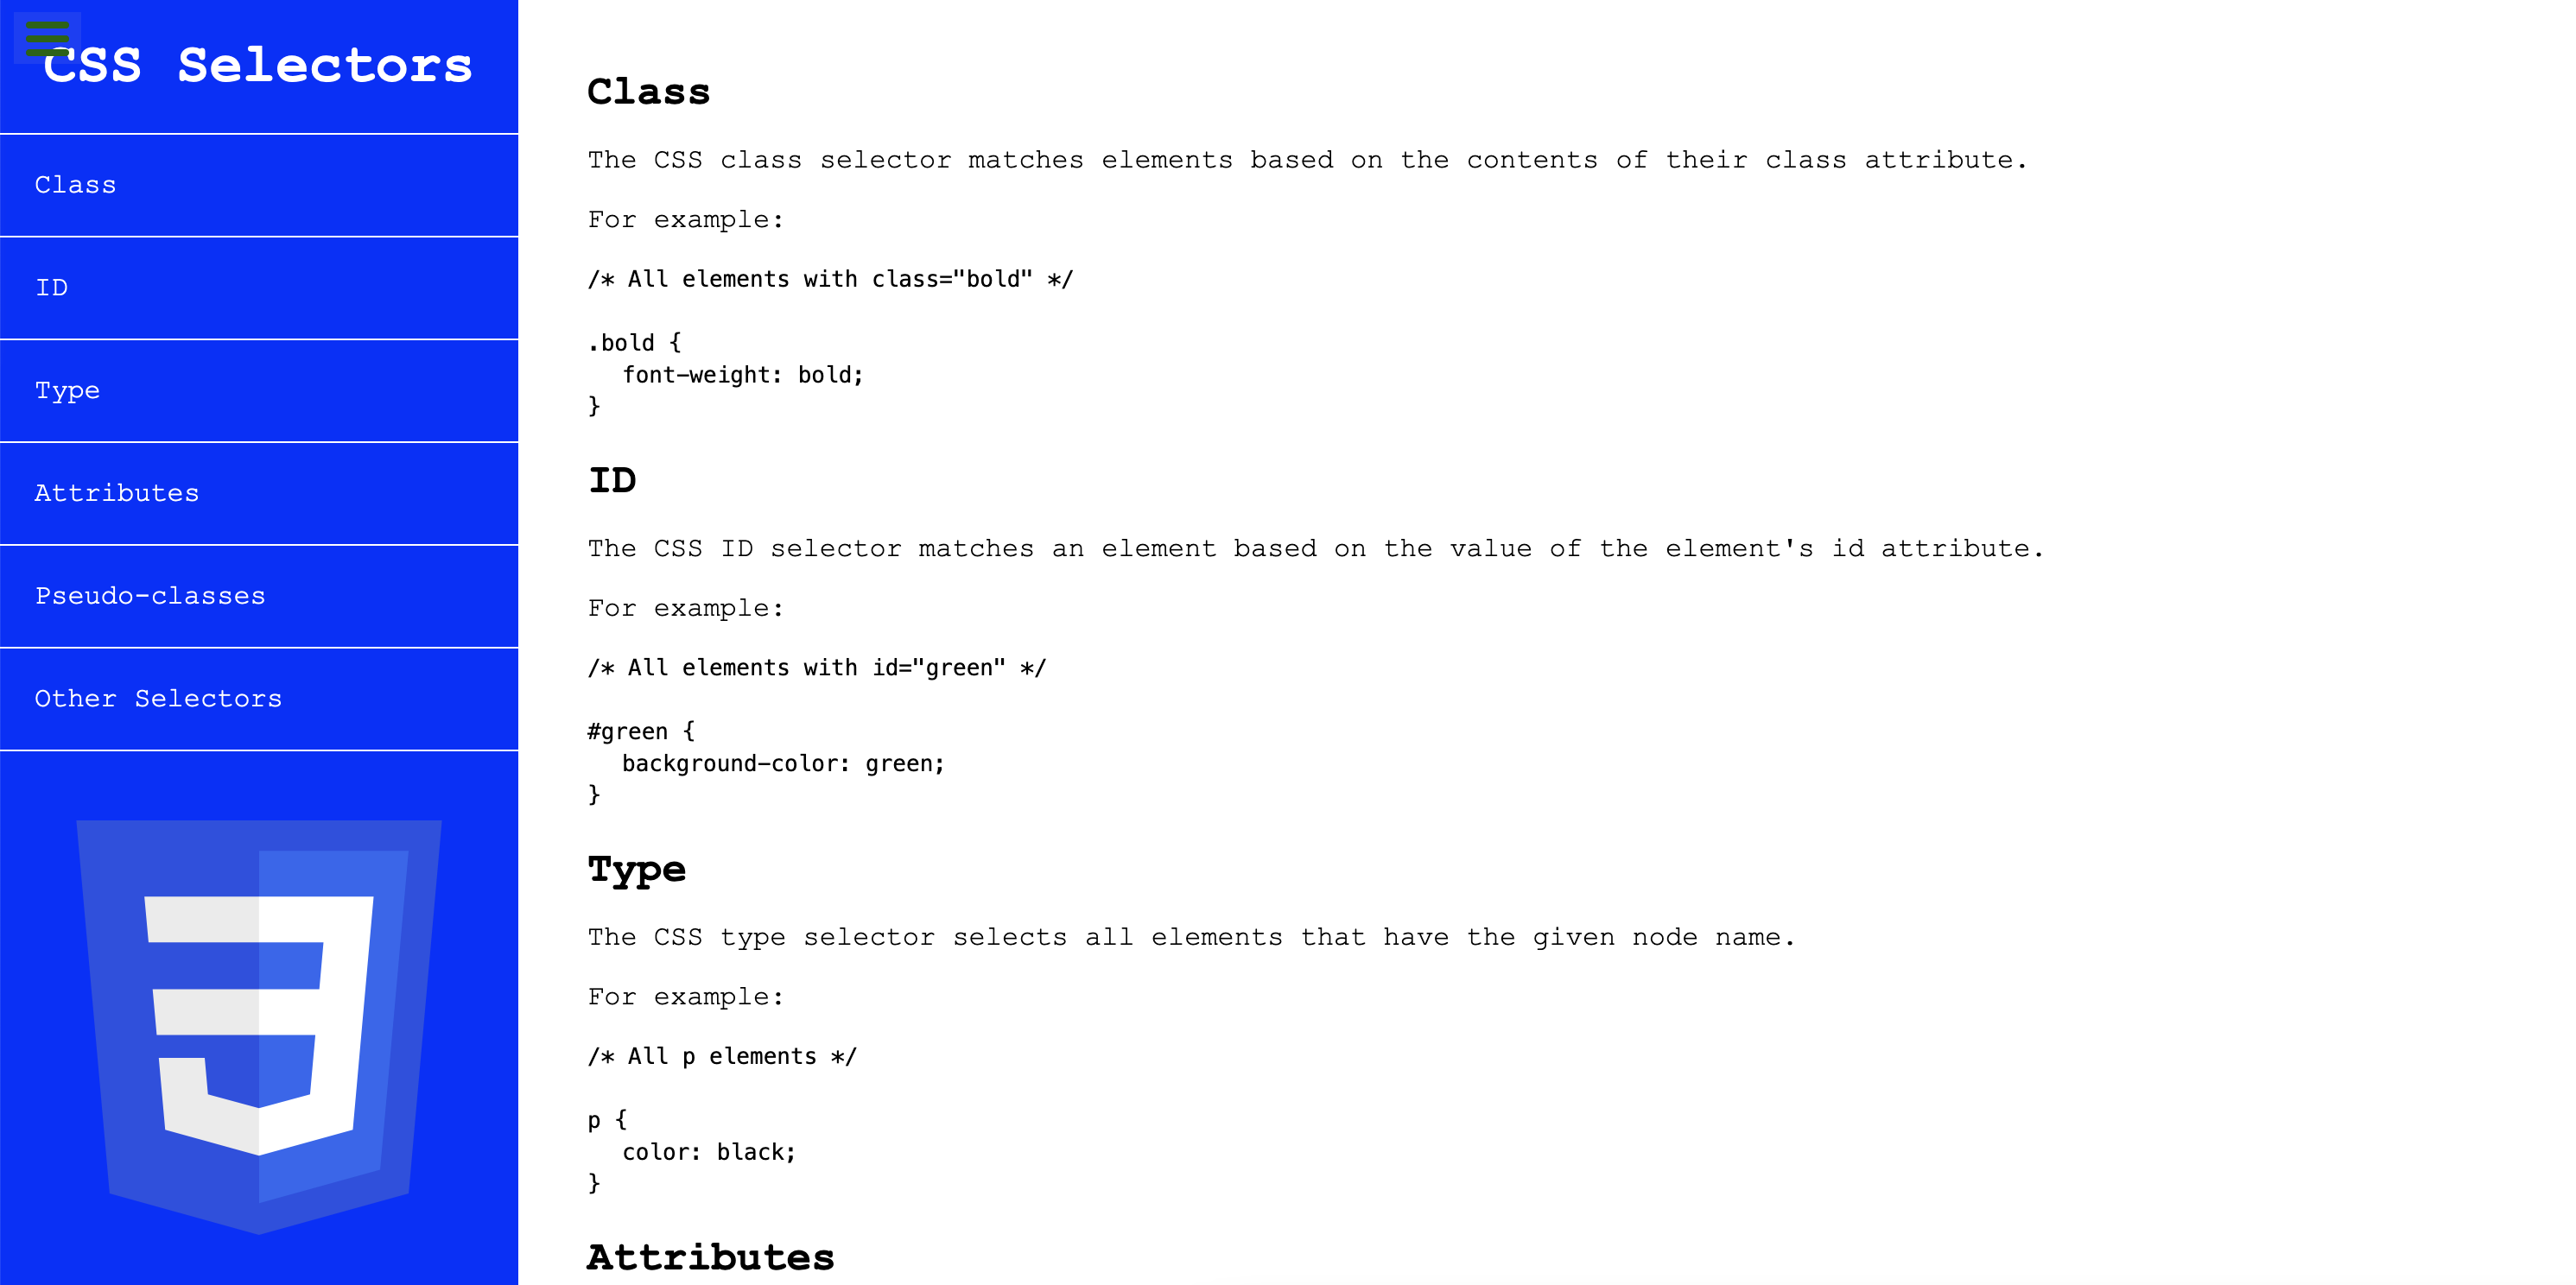 CSS Selectors
Class
ID
Type
Attributes
Pseudo-classes
Other Selectors
Class
The CSS class selector matches elements based on the contents of their class attribute.
For example:
/* All elements with class="bold" */
.bold {
font-weight: bold;
}
ID
The CSS ID selector matches an element based on the value of the element's id attribute.
For example:
/* All elements with id="green" */
#green {
background-color: green;
}
Type
The CSS type selector selects all elements that have the given node name.
For example:
/* All p elements */
p {
color: black;
}
Attributes